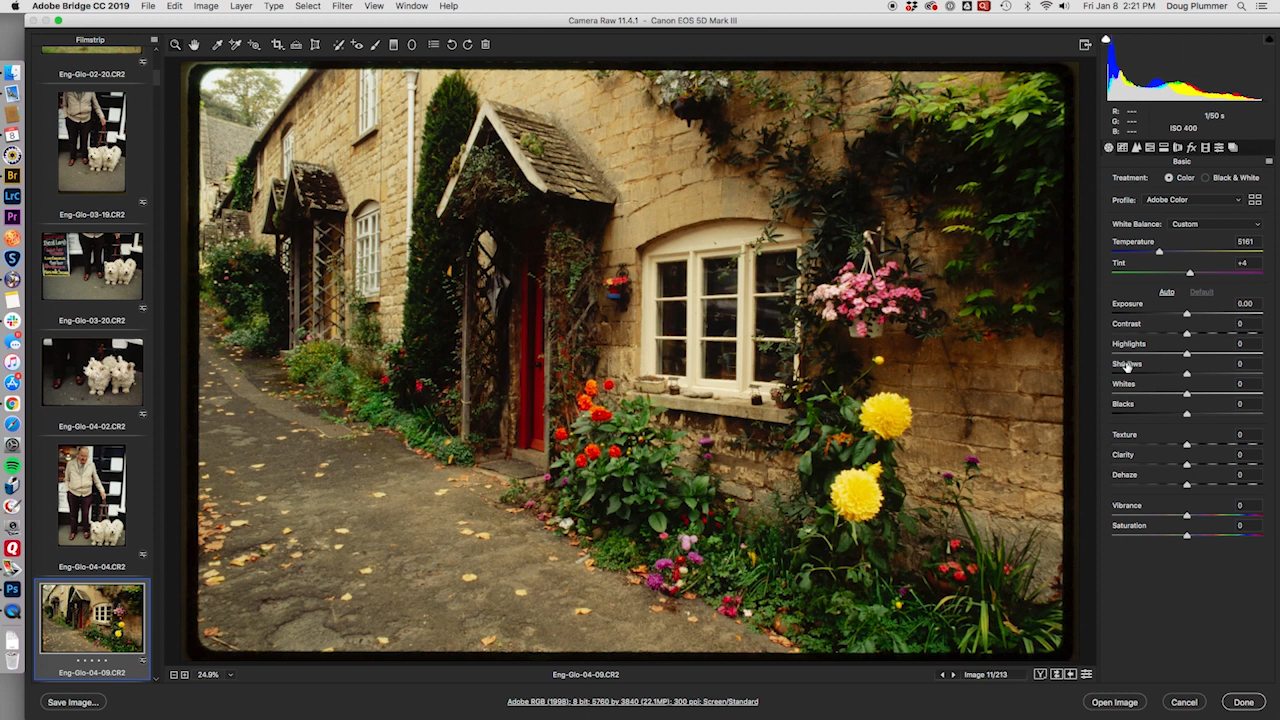 Adobe Bridge CC 2019 File Edit Image Layer Type Select Filter View Window Help
Fri Jan 8 2:21 PM Doug Plummer
Camera Raw 11.4.1 - Canon EOS 5D Mark III
Filmstrip
Eng-Glo-02-20.CR2
Eng-Glo-03-19.CR2
Eng-Glo-03-20.CR2
Eng-Glo-04-02.CR2
Eng-Glo-04-04.CR2
Eng-Glo-04-09.CR2
Br
Lrc
Pr
Ps
R: ---
G: ---
B: ---
1/50 s
ISO 400
Basic
Treatment: Color Black & White
Profile: Adobe Color
White Balance: Custom
Temperature 5161
Tint +4
Auto Default
Exposure 0.00
Contrast 0
Highlights 0
Shadows 0
Whites 0
Blacks 0
Texture 0
Clarity 0
Dehaze 0
Vibrance 0
Saturation 0
24.9%
Eng-Glo-04-09.CR2
Image 11/213
Y
Save Image...
Adobe RGB (1998); 8 bit; 5760 by 3840 (22.1MP); 300 ppi; Screen/Standard
Open Image
Cancel
Done